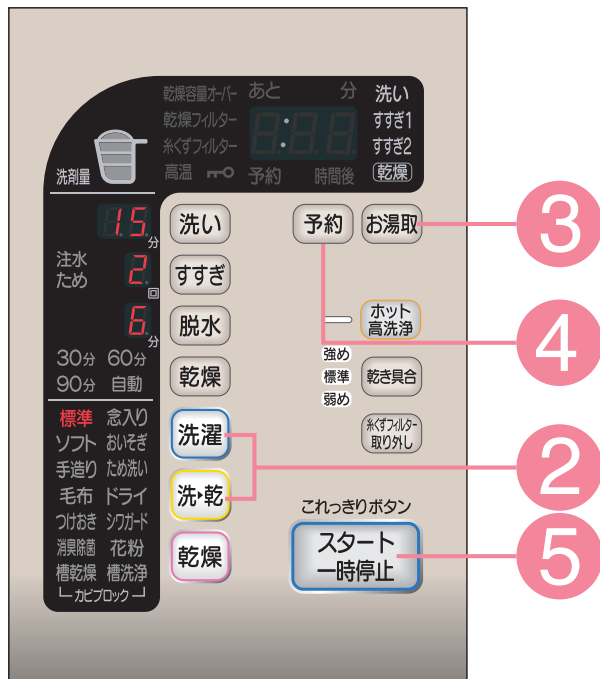 乾燥容量オーバー あと 分 洗い
乾燥フィルター 8:88 すすぎ1
糸くずフィルター すすぎ2
高温 予約 時間後 乾燥
洗剤量
15分 洗い 予約 お湯取 3
注水
ため 2回 すすぎ
ホット
高洗浄
6分 脱水 4
30分 60分
90分 自動
乾燥
強め
標準
弱め
乾き具合
糸くずフィルター
取り外し
標準 念入り
ソフト おいそぎ
手造り ため洗い
毛布 ドライ
つけおき シワガード
消臭除菌 花粉
槽乾燥 槽洗浄
カビブロック
洗濯 2
洗・乾
乾燥
これっきりボタン
スタート
一時停止
5